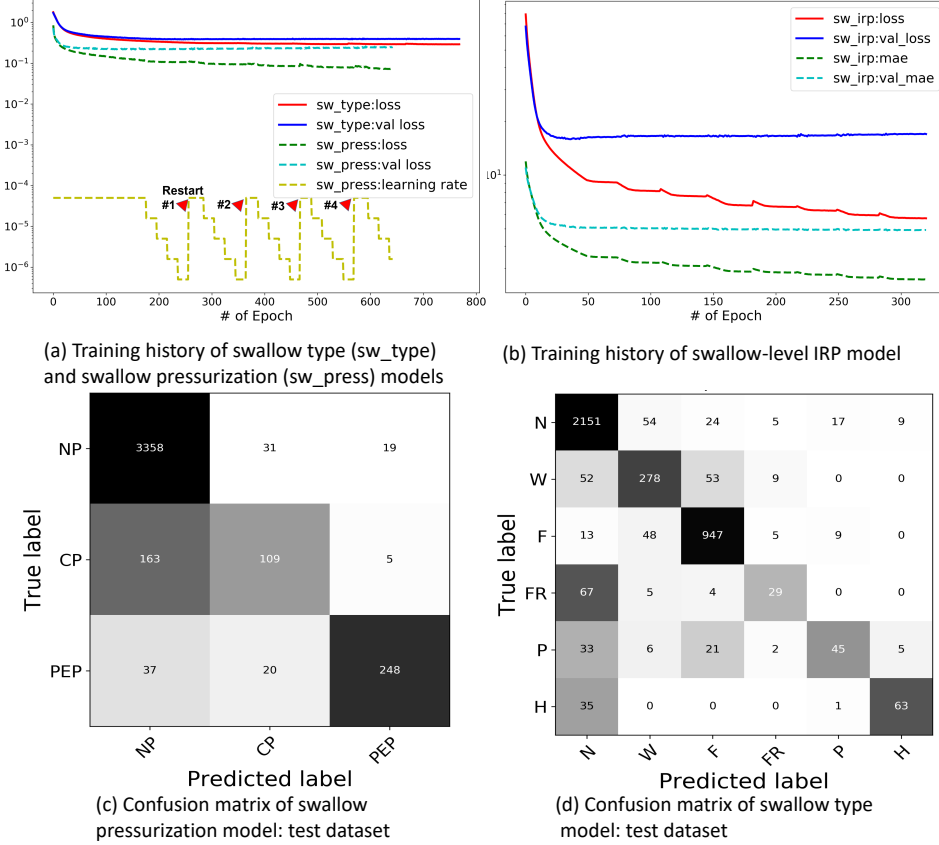 10^0
10^-1
10^-2
10^-3
10^-4
10^-5
10^-6
sw_type:loss
sw_type:val loss
sw_press:loss
sw_press:val loss
sw_press:learning rate
Restart
#1 #2 #3 #4
0 100 200 300 400 500 600 700 800
# of Epoch
(a) Training history of swallow type (sw_type)
and swallow pressurization (sw_press) models
sw_irp:loss
sw_irp:val_loss
sw_irp:mae
sw_irp:val_mae
10^1
0 50 100 150 200 250 300
# of Epoch
(b) Training history of swallow-level IRP model
True label
NP 3358 31 19
CP 163 109 5
PEP 37 20 248
NP CP PEP
Predicted label
(c) Confusion matrix of swallow
pressurization model: test dataset
True label
N 2151 54 24 5 17 9
W 52 278 53 9 0 0
F 13 48 947 5 9 0
FR 67 5 4 29 0 0
P 33 6 21 2 45 5
H 35 0 0 0 1 63
N W F FR P H
Predicted label
(d) Confusion matrix of swallow type
model: test dataset